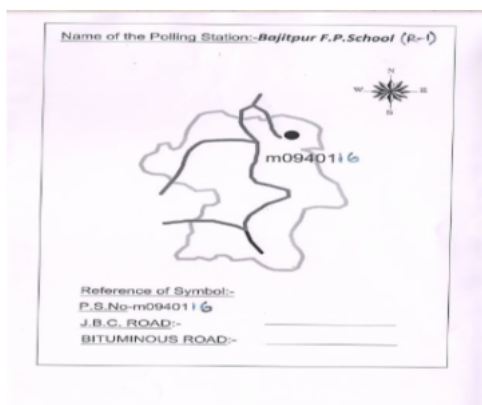 Name of the Polling Station:-Bajitpur F.P.School (R-1)
N
W E
S
m0940116
Reference of Symbol:-
P.S.No-m0940116
J.B.C. ROAD:-
BITUMINOUS ROAD:-